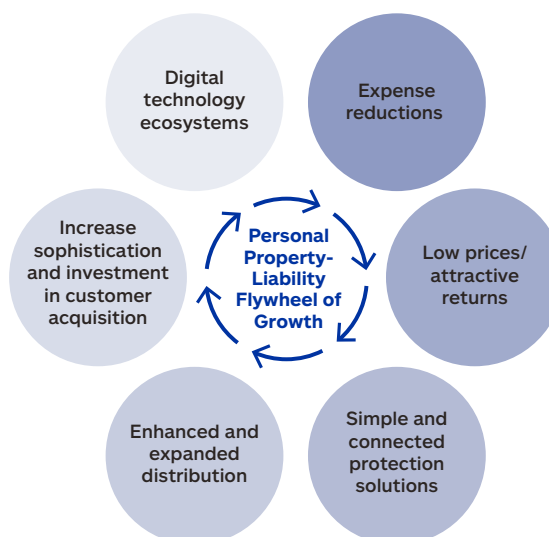 Digital
technology
ecosystems
Expense
reductions
Increase
sophistication
and investment
in customer
acquisition
Personal
Property-
Liability
Flywheel of
Growth
Low prices/
attractive
returns
Enhanced and
expanded
distribution
Simple and
connected
protection
solutions